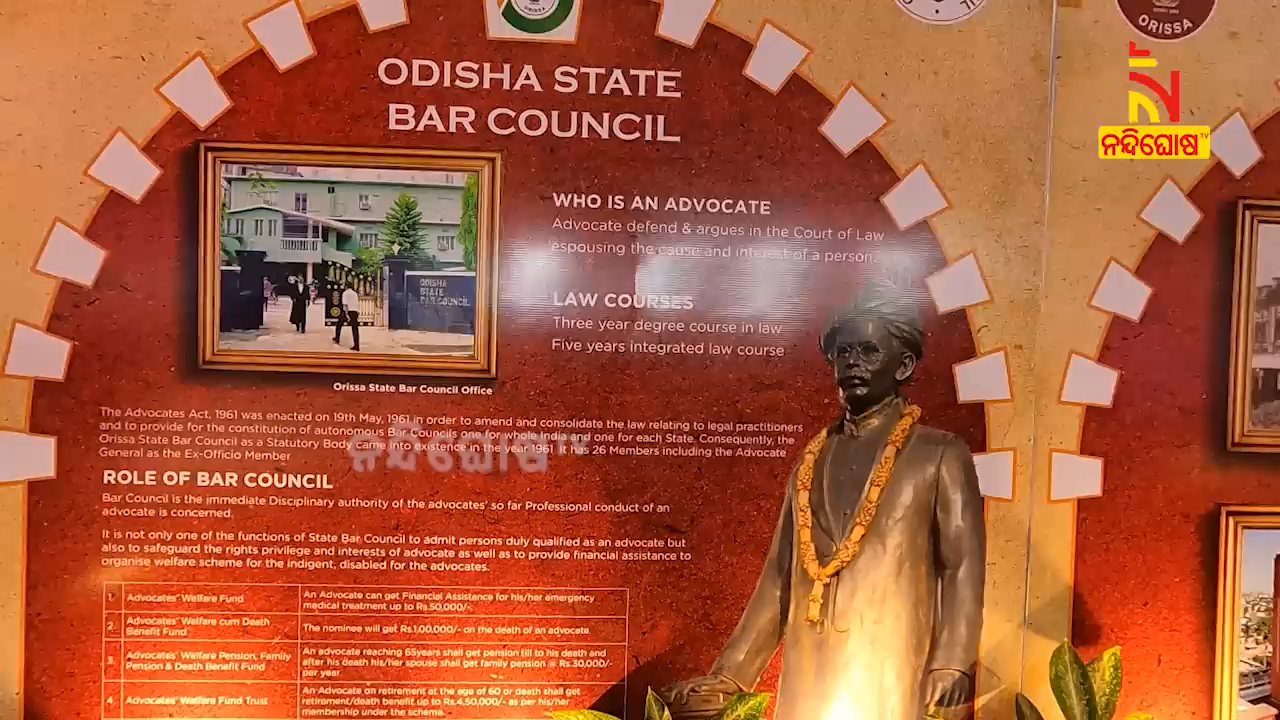 ORISSA
ORISSA
ନନ୍ଦିଘୋଷ TV
ODISHA STATE
BAR COUNCIL
ODISHA
STATE
BAR COUNCIL
Orissa State Bar Council Office
WHO IS AN ADVOCATE
Advocate defend & argues in the Court of Law
espousing the cause and interest of a person.
LAW COURSES
Three year degree course in law
Five years integrated law course
The Advocates Act, 1961 was enacted on 19th May, 1961 in order to amend and consolidate the law relating to legal practitioners
and to provide for the constitution of autonomous Bar Councils one for whole India and one for each State. Consequently, the
Orissa State Bar Council as a Statutory Body came into existence in the year 1961. It has 26 Members including the Advocate
General as the Ex-Officio Member
ନନ୍ଦିଘୋଷ TV
ROLE OF BAR COUNCIL
Bar Council is the immediate Disciplinary authority of the advocates' so far Professional conduct of an
advocate is concerned.
It is not only one of the functions of State Bar Council to admit persons duly qualified as an advocate but
also to safeguard the rights privilege and interests of advocate as well as to provide financial assistance to
organise welfare scheme for the indigent, disabled for the advocates.
1. Advocates' Welfare Fund
An Advocate can get Financial Assistance for his/her emergency
medical treatment up to Rs.50,000/-.
2. Advocates' Welfare cum Death
Benefit Fund
The nominee will get Rs.1,00,000/- on the death of an advocate.
3. Advocates' Welfare Pension, Family
Pension & Death Benefit Fund
An advocate reaching 65years shall get pension till to his death and
after his death his/her spouse shall get family pension @ Rs.30,000/-
per year.
4. Advocates' Welfare Fund Trust
An Advocate on retirement at the age of 60 or death shall get
retirment/death benefit up to Rs.4,50,000/- as per his/her
membership under the scheme.